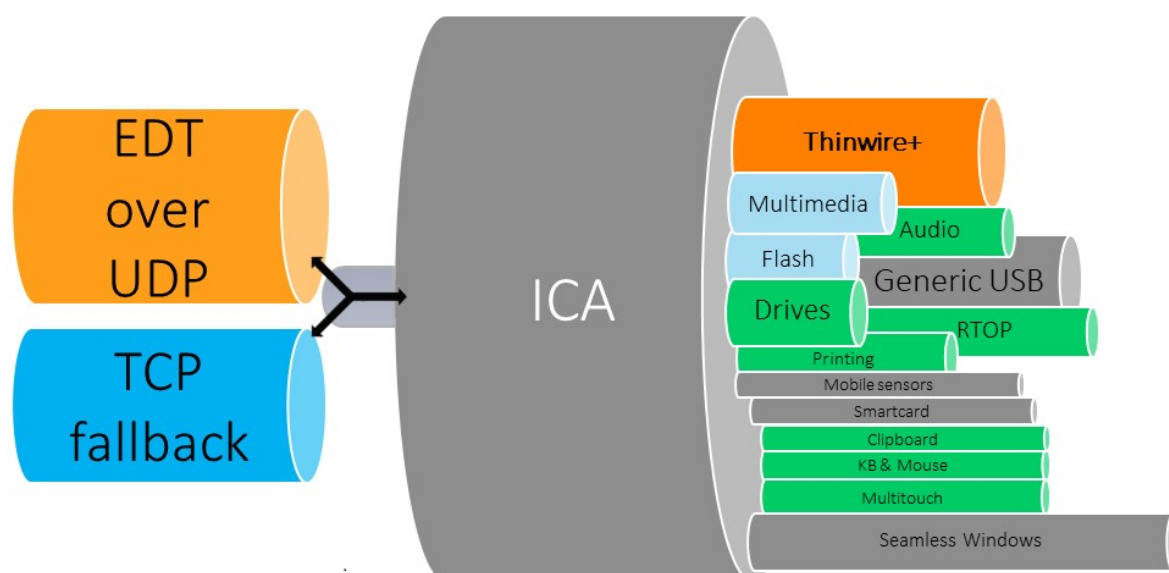 EDT
over
UDP
TCP
fallback
ICA
Thinwire+
Multimedia
Audio
Flash
Generic USB
Drives
RTOP
Printing
Mobile sensors
Smartcard
Clipboard
KB & Mouse
Multitouch
Seamless Windows